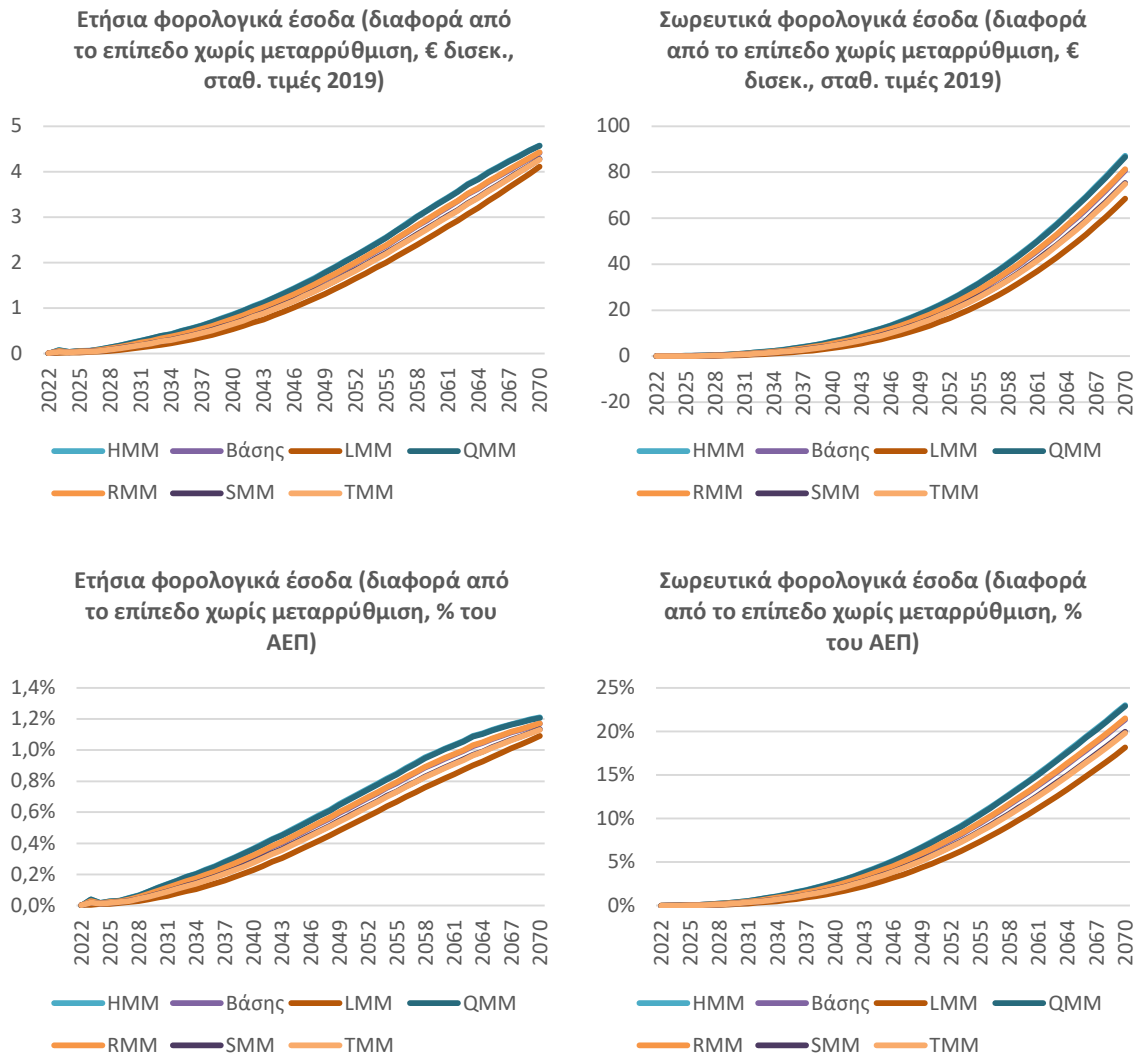 Ετήσια φορολογικά έσοδα (διαφορά από
το επίπεδο χωρίς μεταρρύθμιση, € δισεκ.,
σταθ. τιμές 2019)
5
4
3
2
1
0
2022 2025 2028 2031 2034 2037 2040 2043 2046 2049 2052 2055 2058 2061 2064 2067 2070
HMM Βάσης LMM QMM
RMM SMM TMM
Σωρευτικά φορολογικά έσοδα (διαφορά
από το επίπεδο χωρίς μεταρρύθμιση, €
δισεκ., σταθ. τιμές 2019)
100
80
60
40
20
0
-20
2022 2025 2028 2031 2034 2037 2040 2043 2046 2049 2052 2055 2058 2061 2064 2067 2070
HMM Βάσης LMM QMM
RMM SMM TMM
Ετήσια φορολογικά έσοδα (διαφορά από
το επίπεδο χωρίς μεταρρύθμιση, % του
ΑΕΠ)
1,4%
1,2%
1,0%
0,8%
0,6%
0,4%
0,2%
0,0%
2022 2025 2028 2031 2034 2037 2040 2043 2046 2049 2052 2055 2058 2061 2064 2067 2070
HMM Βάσης LMM QMM
RMM SMM TMM
Σωρευτικά φορολογικά έσοδα (διαφορά
από το επίπεδο χωρίς μεταρρύθμιση, %
του ΑΕΠ)
25%
20%
15%
10%
5%
0%
2022 2025 2028 2031 2034 2037 2040 2043 2046 2049 2052 2055 2058 2061 2064 2067 2070
HMM Βάσης LMM QMM
RMM SMM TMM